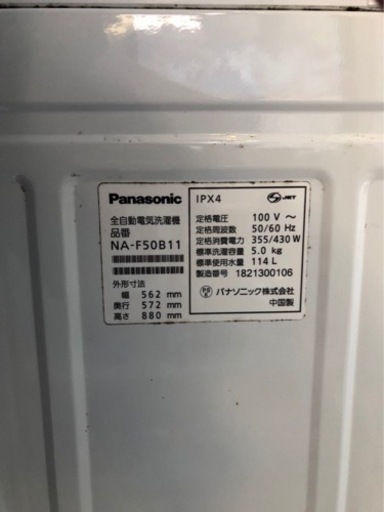 Panasonic
全自動電気洗濯機
品番
NA-F50B11
外形寸法
幅 562 mm
奥行 572 mm
高さ 880 mm
IPX4
JET
定格電圧 100 V ～
定格周波数 50/60 Hz
定格消費電力 355/430 W
標準洗濯容量 5.0 kg
標準使用水量 114 L
製造番号 1821300106
パナソニック株式会社
中国製